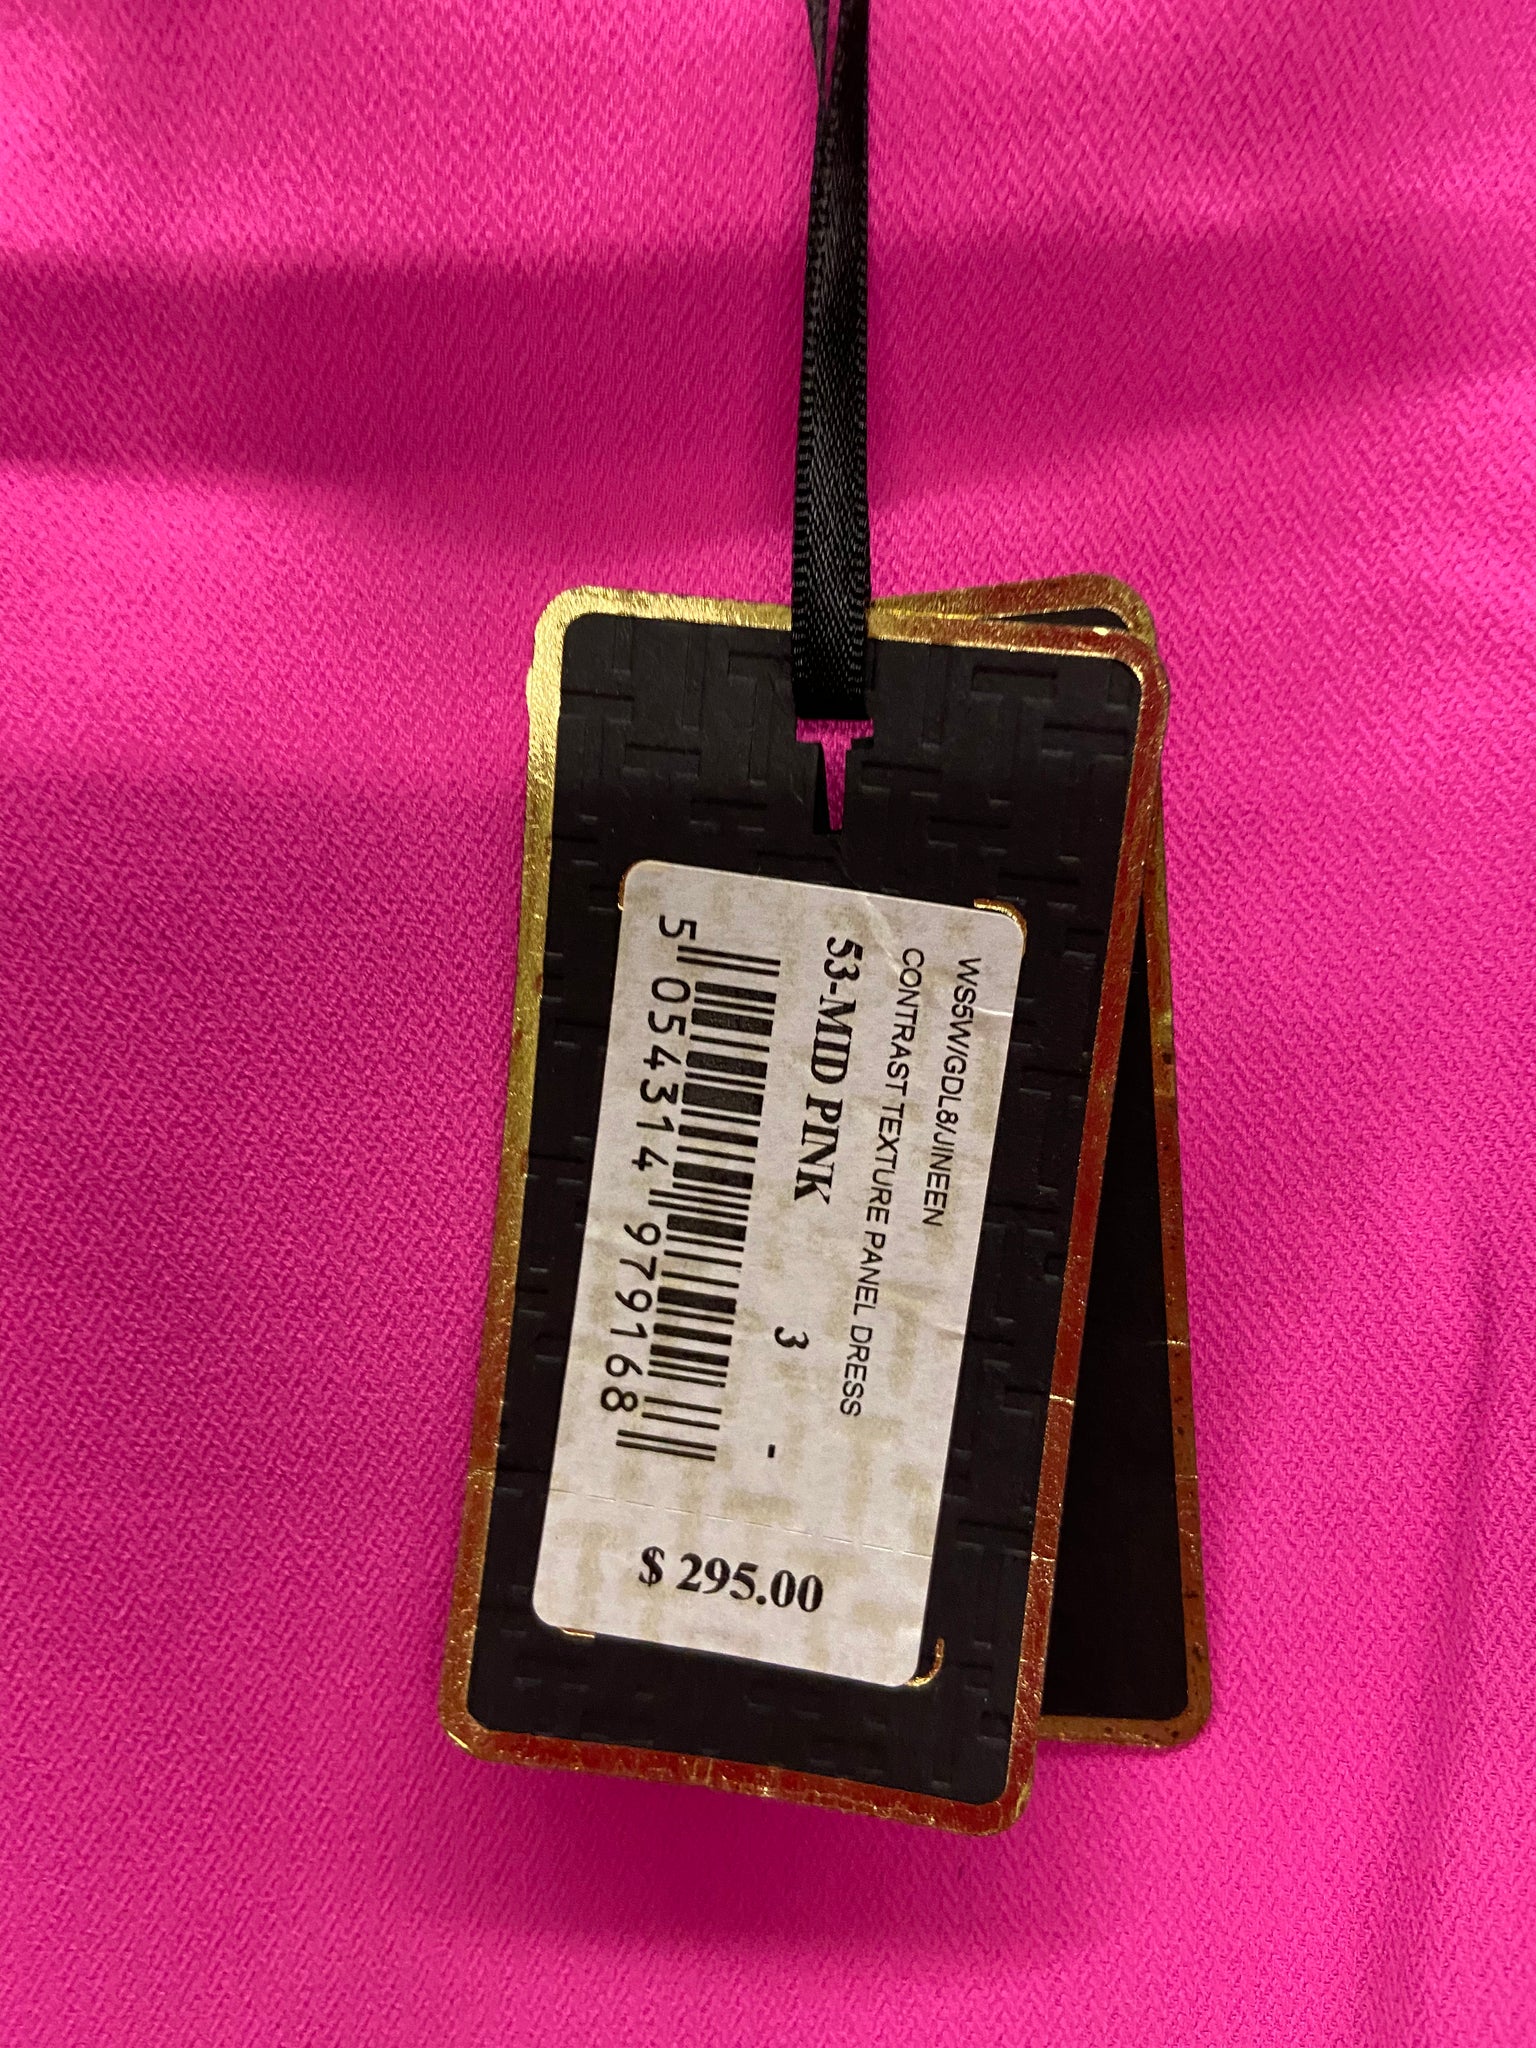 WS5W/GDL8/JINEEN
CONTRAST TEXTURE PANEL DRESS
53-MID PINK 3 -
5 054314 979168
$ 295.00